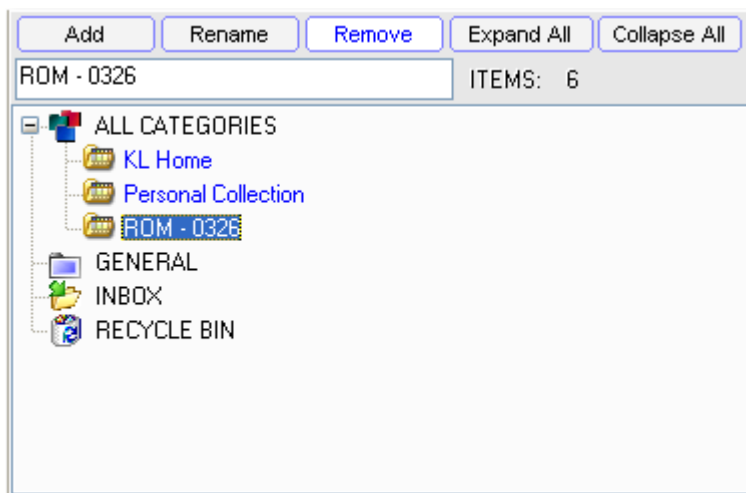 Add Rename Remove Expand All Collapse All
ROM - 0326 ITEMS: 6
ALL CATEGORIES
KL Home
Personal Collection
ROM - 0326
GENERAL
INBOX
RECYCLE BIN